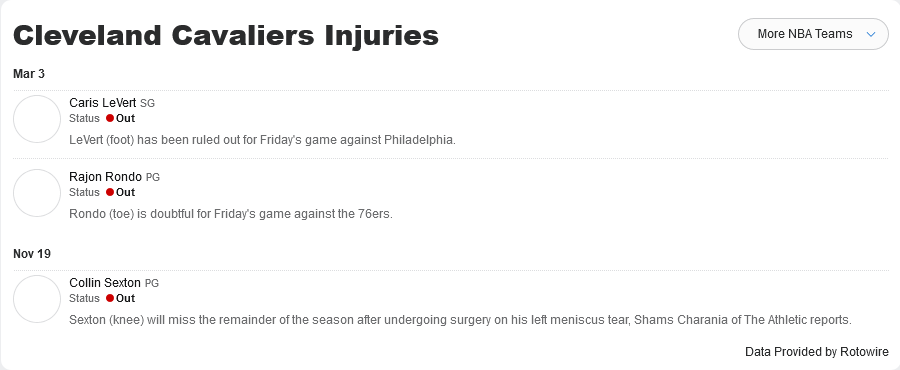 Cleveland Cavaliers Injuries
More NBA Teams
Mar 3
Caris LeVert SG
Status Out
LeVert (foot) has been ruled out for Friday's game against Philadelphia.
Rajon Rondo PG
Status Out
Rondo (toe) is doubtful for Friday's game against the 76ers.
Nov 19
Collin Sexton PG
Status Out
Sexton (knee) will miss the remainder of the season after undergoing surgery on his left meniscus tear, Shams Charania of The Athletic reports.
Data Provided by Rotowire